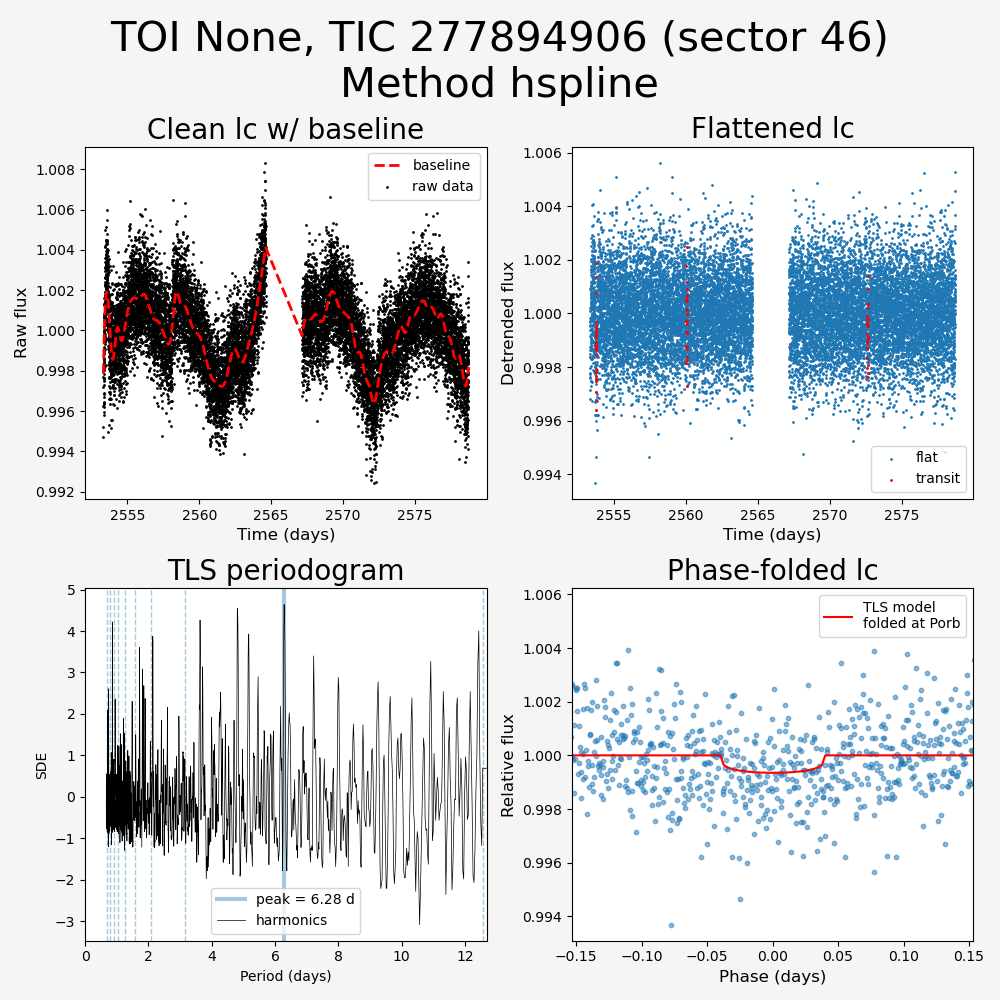 TOI None, TIC 277894906 (sector 46)
Method hspline
Clean lc w/ baseline
Raw flux
1.008
1.006
1.004
1.002
1.000
0.998
0.996
0.994
0.992
baseline
raw data
2555 2560 2565 2570 2575
Time (days)
Flattened lc
Detrended flux
1.006
1.004
1.002
1.000
0.998
0.996
0.994
flat
transit
2555 2560 2565 2570 2575
Time (days)
TLS periodogram
SDE
5
4
3
2
1
0
−1
−2
−3
peak = 6.28 d
harmonics
0 2 4 6 8 10 12
Period (days)
Phase-folded lc
Relative flux
1.006
1.004
1.002
1.000
0.998
0.996
0.994
TLS model
folded at Porb
−0.15 −0.10 −0.05 0.00 0.05 0.10 0.15
Phase (days)